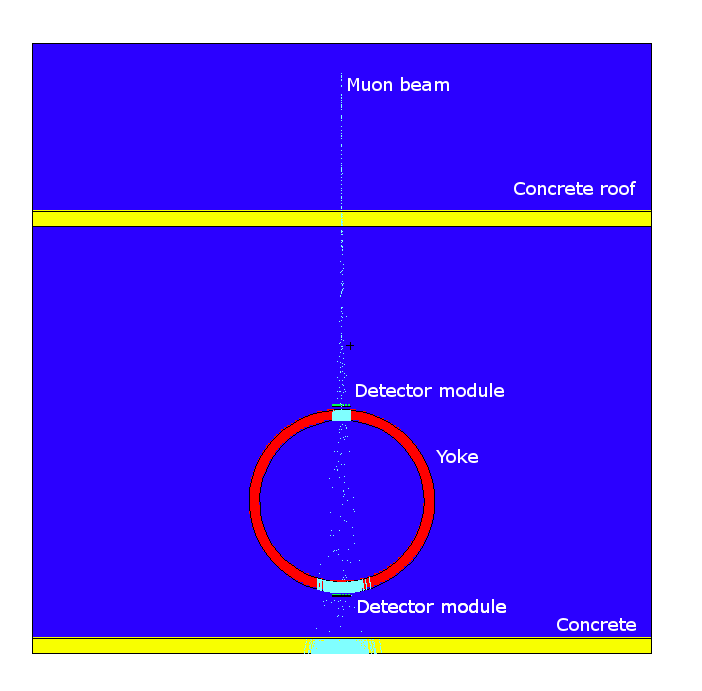 Muon beam
Concrete roof
Detector module
Yoke
Detector module
Concrete